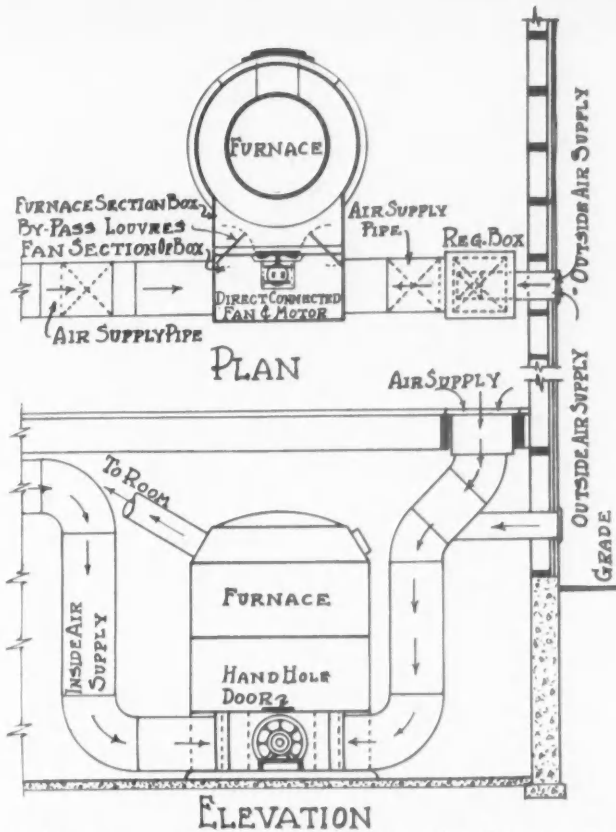 FURNACE
FURNACE SECTION BOX
BY-PASS LOUVRES
FAN SECTION OF BOX
AIR SUPPLY
PIPE
REG. BOX
OUTSIDE AIR SUPPLY
DIRECT CONNECTED
FAN & MOTOR
AIR SUPPLY PIPE
PLAN
AIR SUPPLY
OUTSIDE AIR SUPPLY
GRADE
TO ROOM
FURNACE
INSIDE AIR
SUPPLY
HAND HOLE
DOOR
ELEVATION